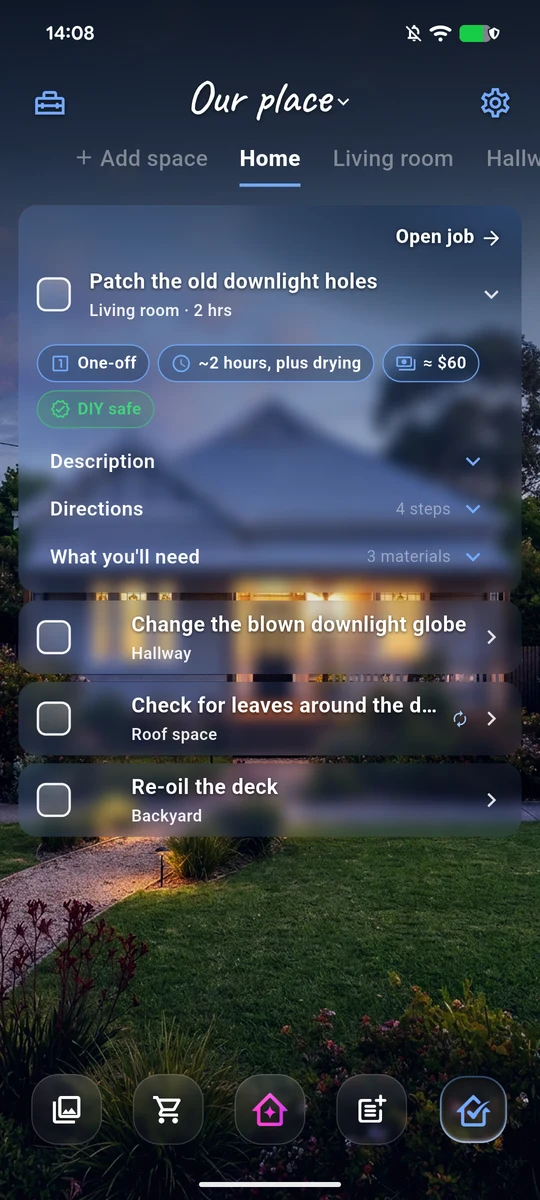 14:08
Our place
+ Add space Home Living room Hallw
Open job →
Patch the old downlight holes
Living room · 2 hrs
One-off ~2 hours, plus drying ≈ $60
DIY safe
Description
Directions 4 steps
What you'll need 3 materials
Change the blown downlight globe
Hallway
Check for leaves around the d...
Roof space
Re-oil the deck
Backyard